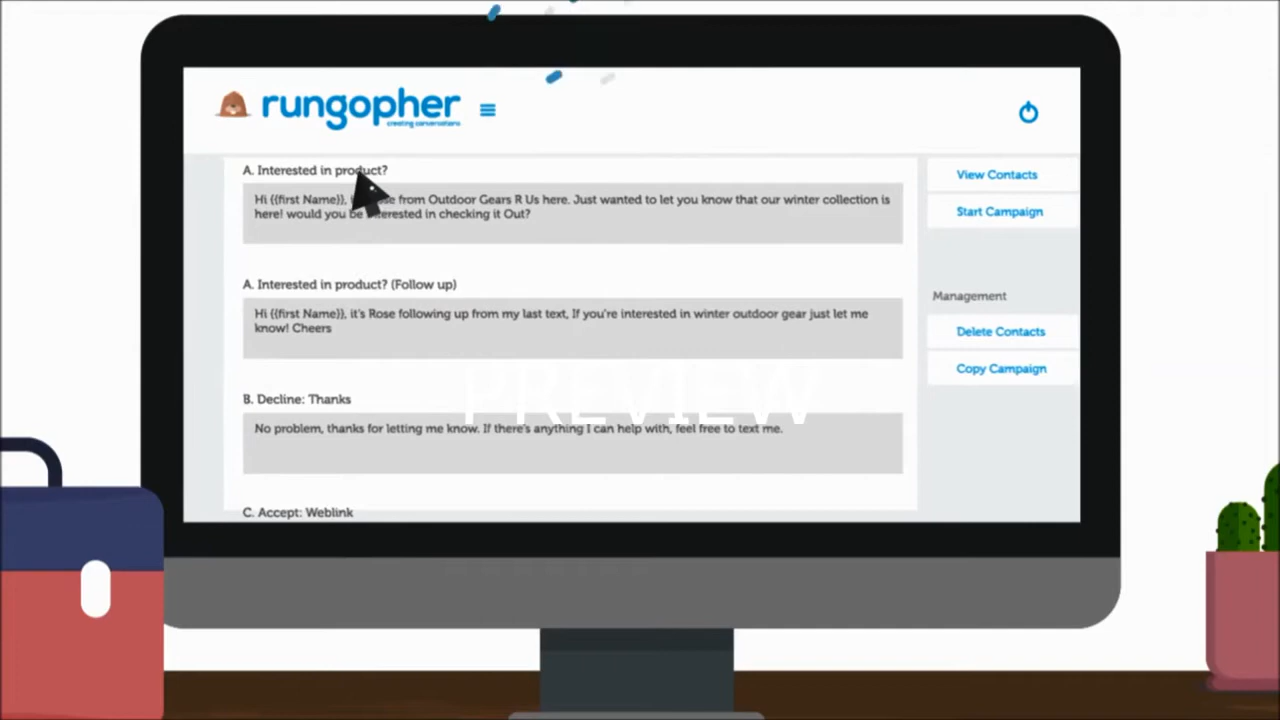 rungopher
creating conversations
A. Interested in product?
Hi {{first Name}}, Rose from Outdoor Gears R Us here. Just wanted to let you know that our winter collection is
here! would you be interested in checking it Out?
A. Interested in product? (Follow up)
Hi {{first Name}}, it's Rose following up from my last text, If you're interested in winter outdoor gear just let me
know! Cheers
B. Decline: Thanks
No problem, thanks for letting me know. If there's anything I can help with, feel free to text me.
C. Accept: Weblink
View Contacts
Start Campaign
Management
Delete Contacts
Copy Campaign
PREVIEW